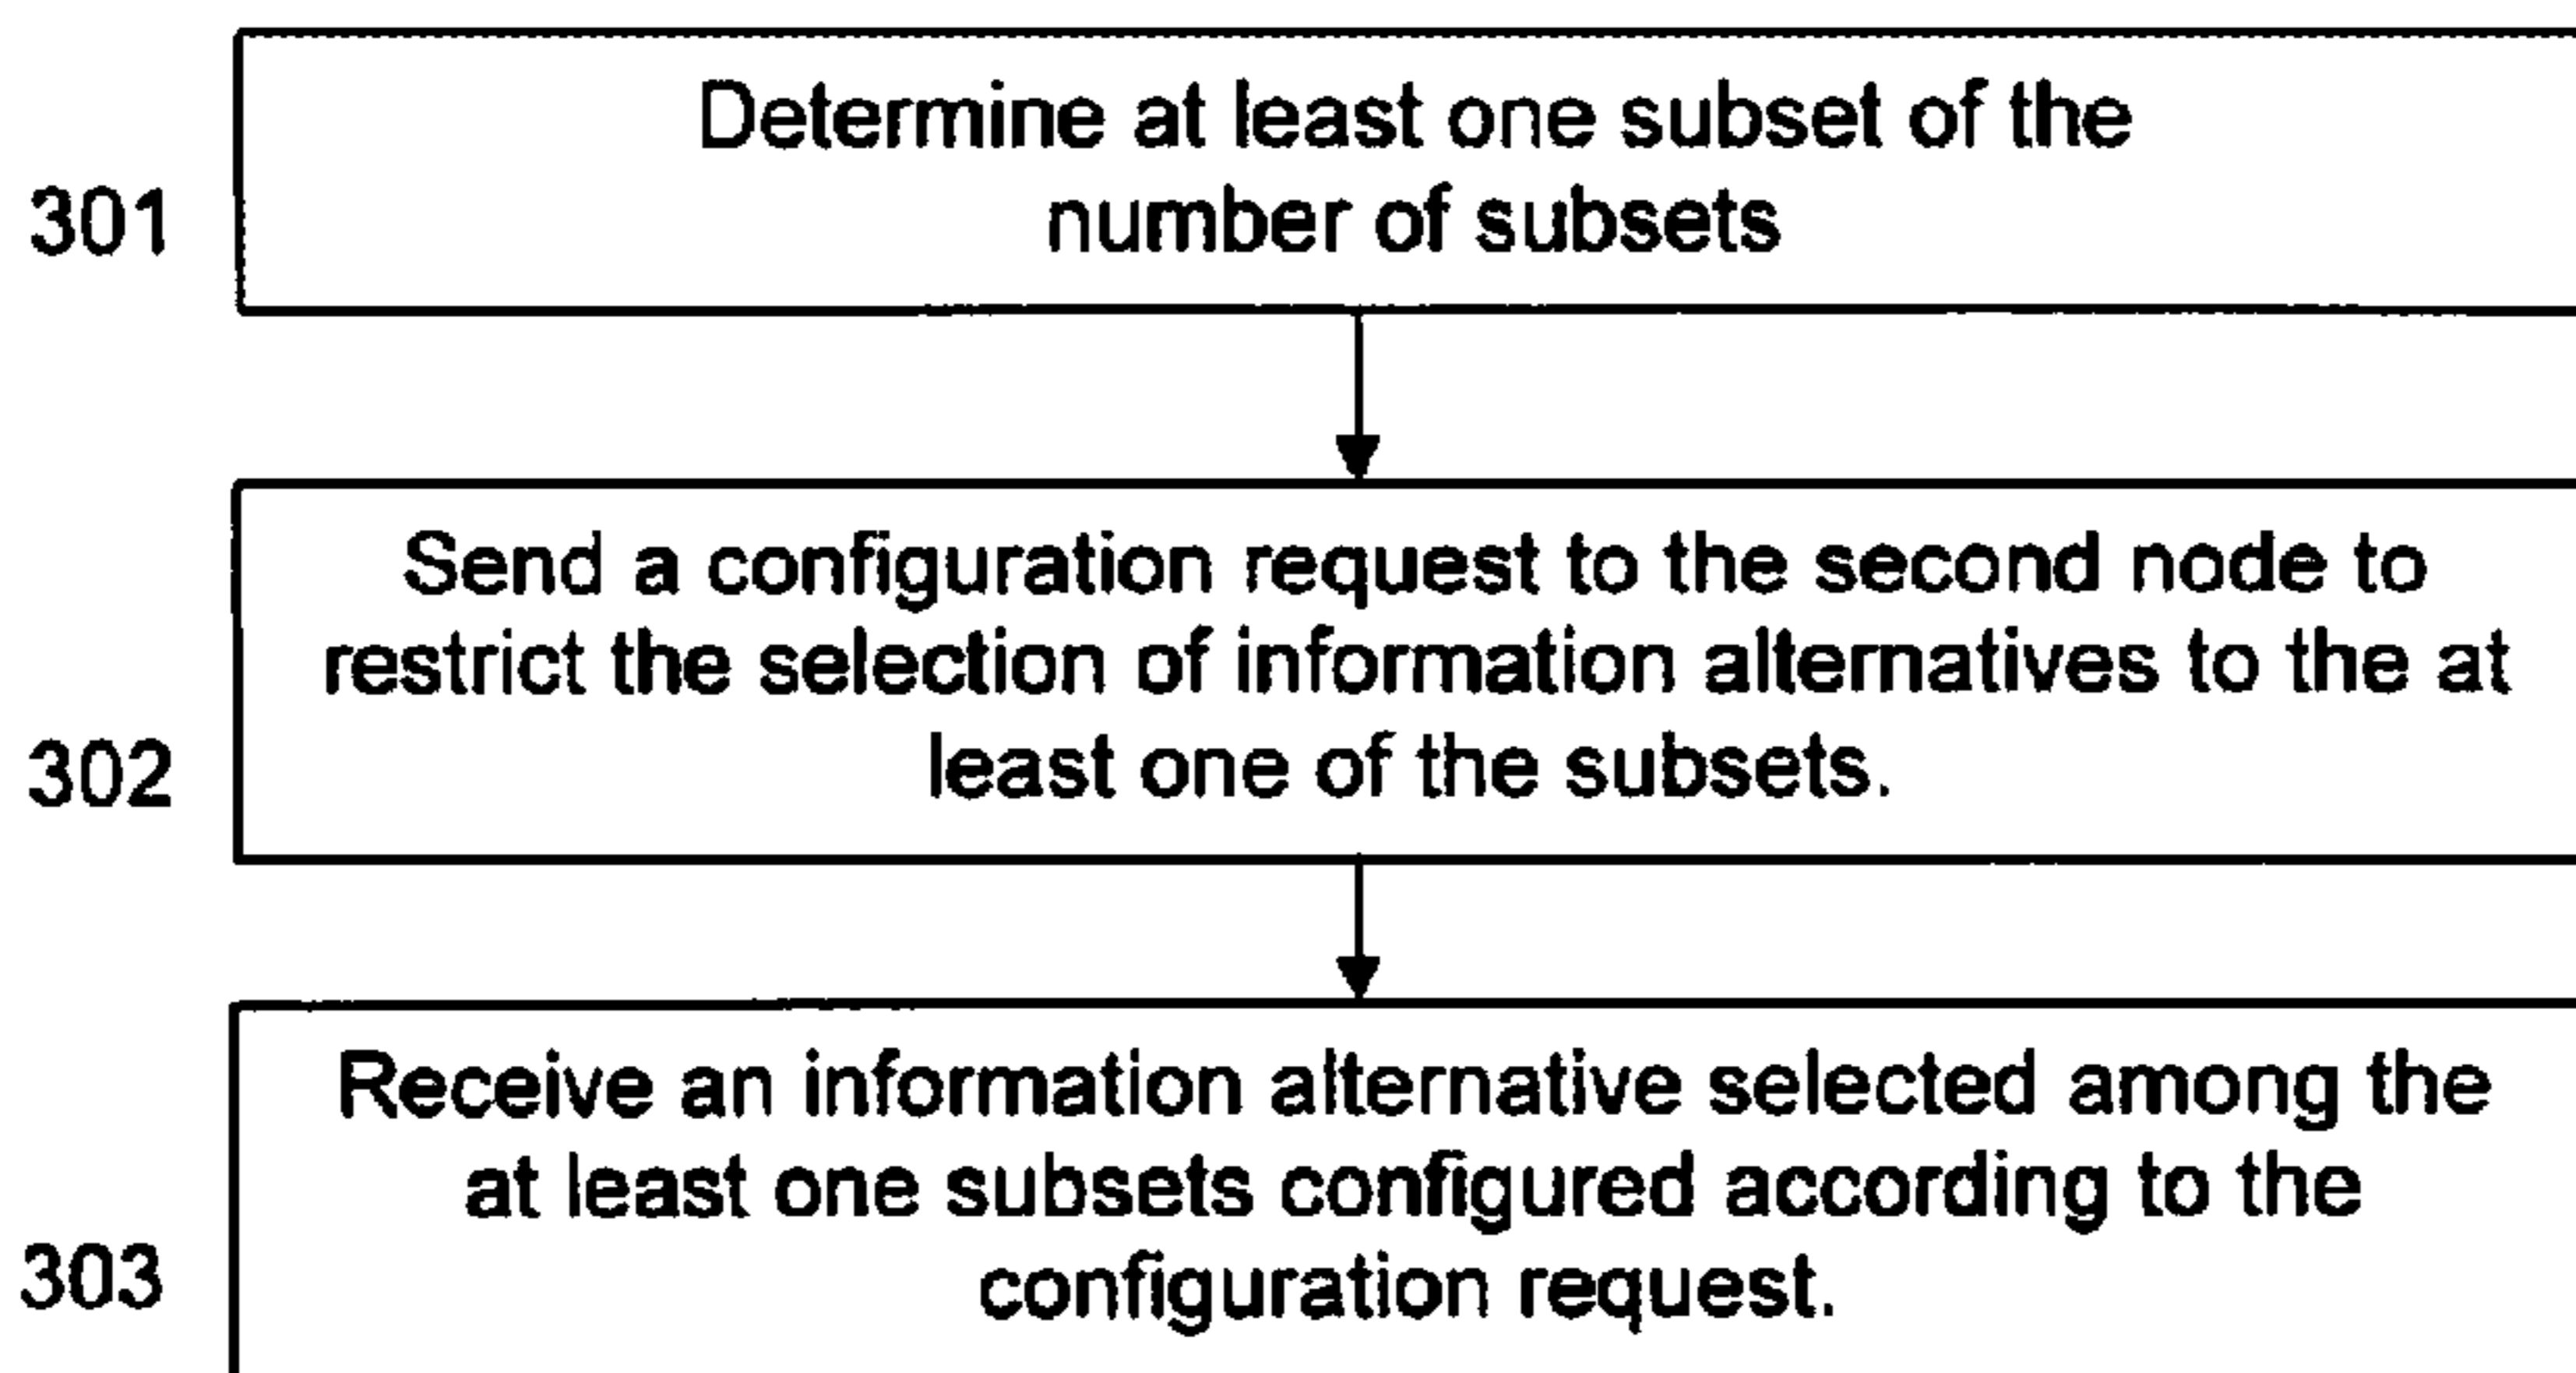 Determine at least one subset of the
number of subsets
301
Send a configuration request to the second node to
restrict the selection of information alternatives to the at
least one of the subsets.
302
Receive an information alternative selected among the
at least one subsets configured according to the
configuration request.
303